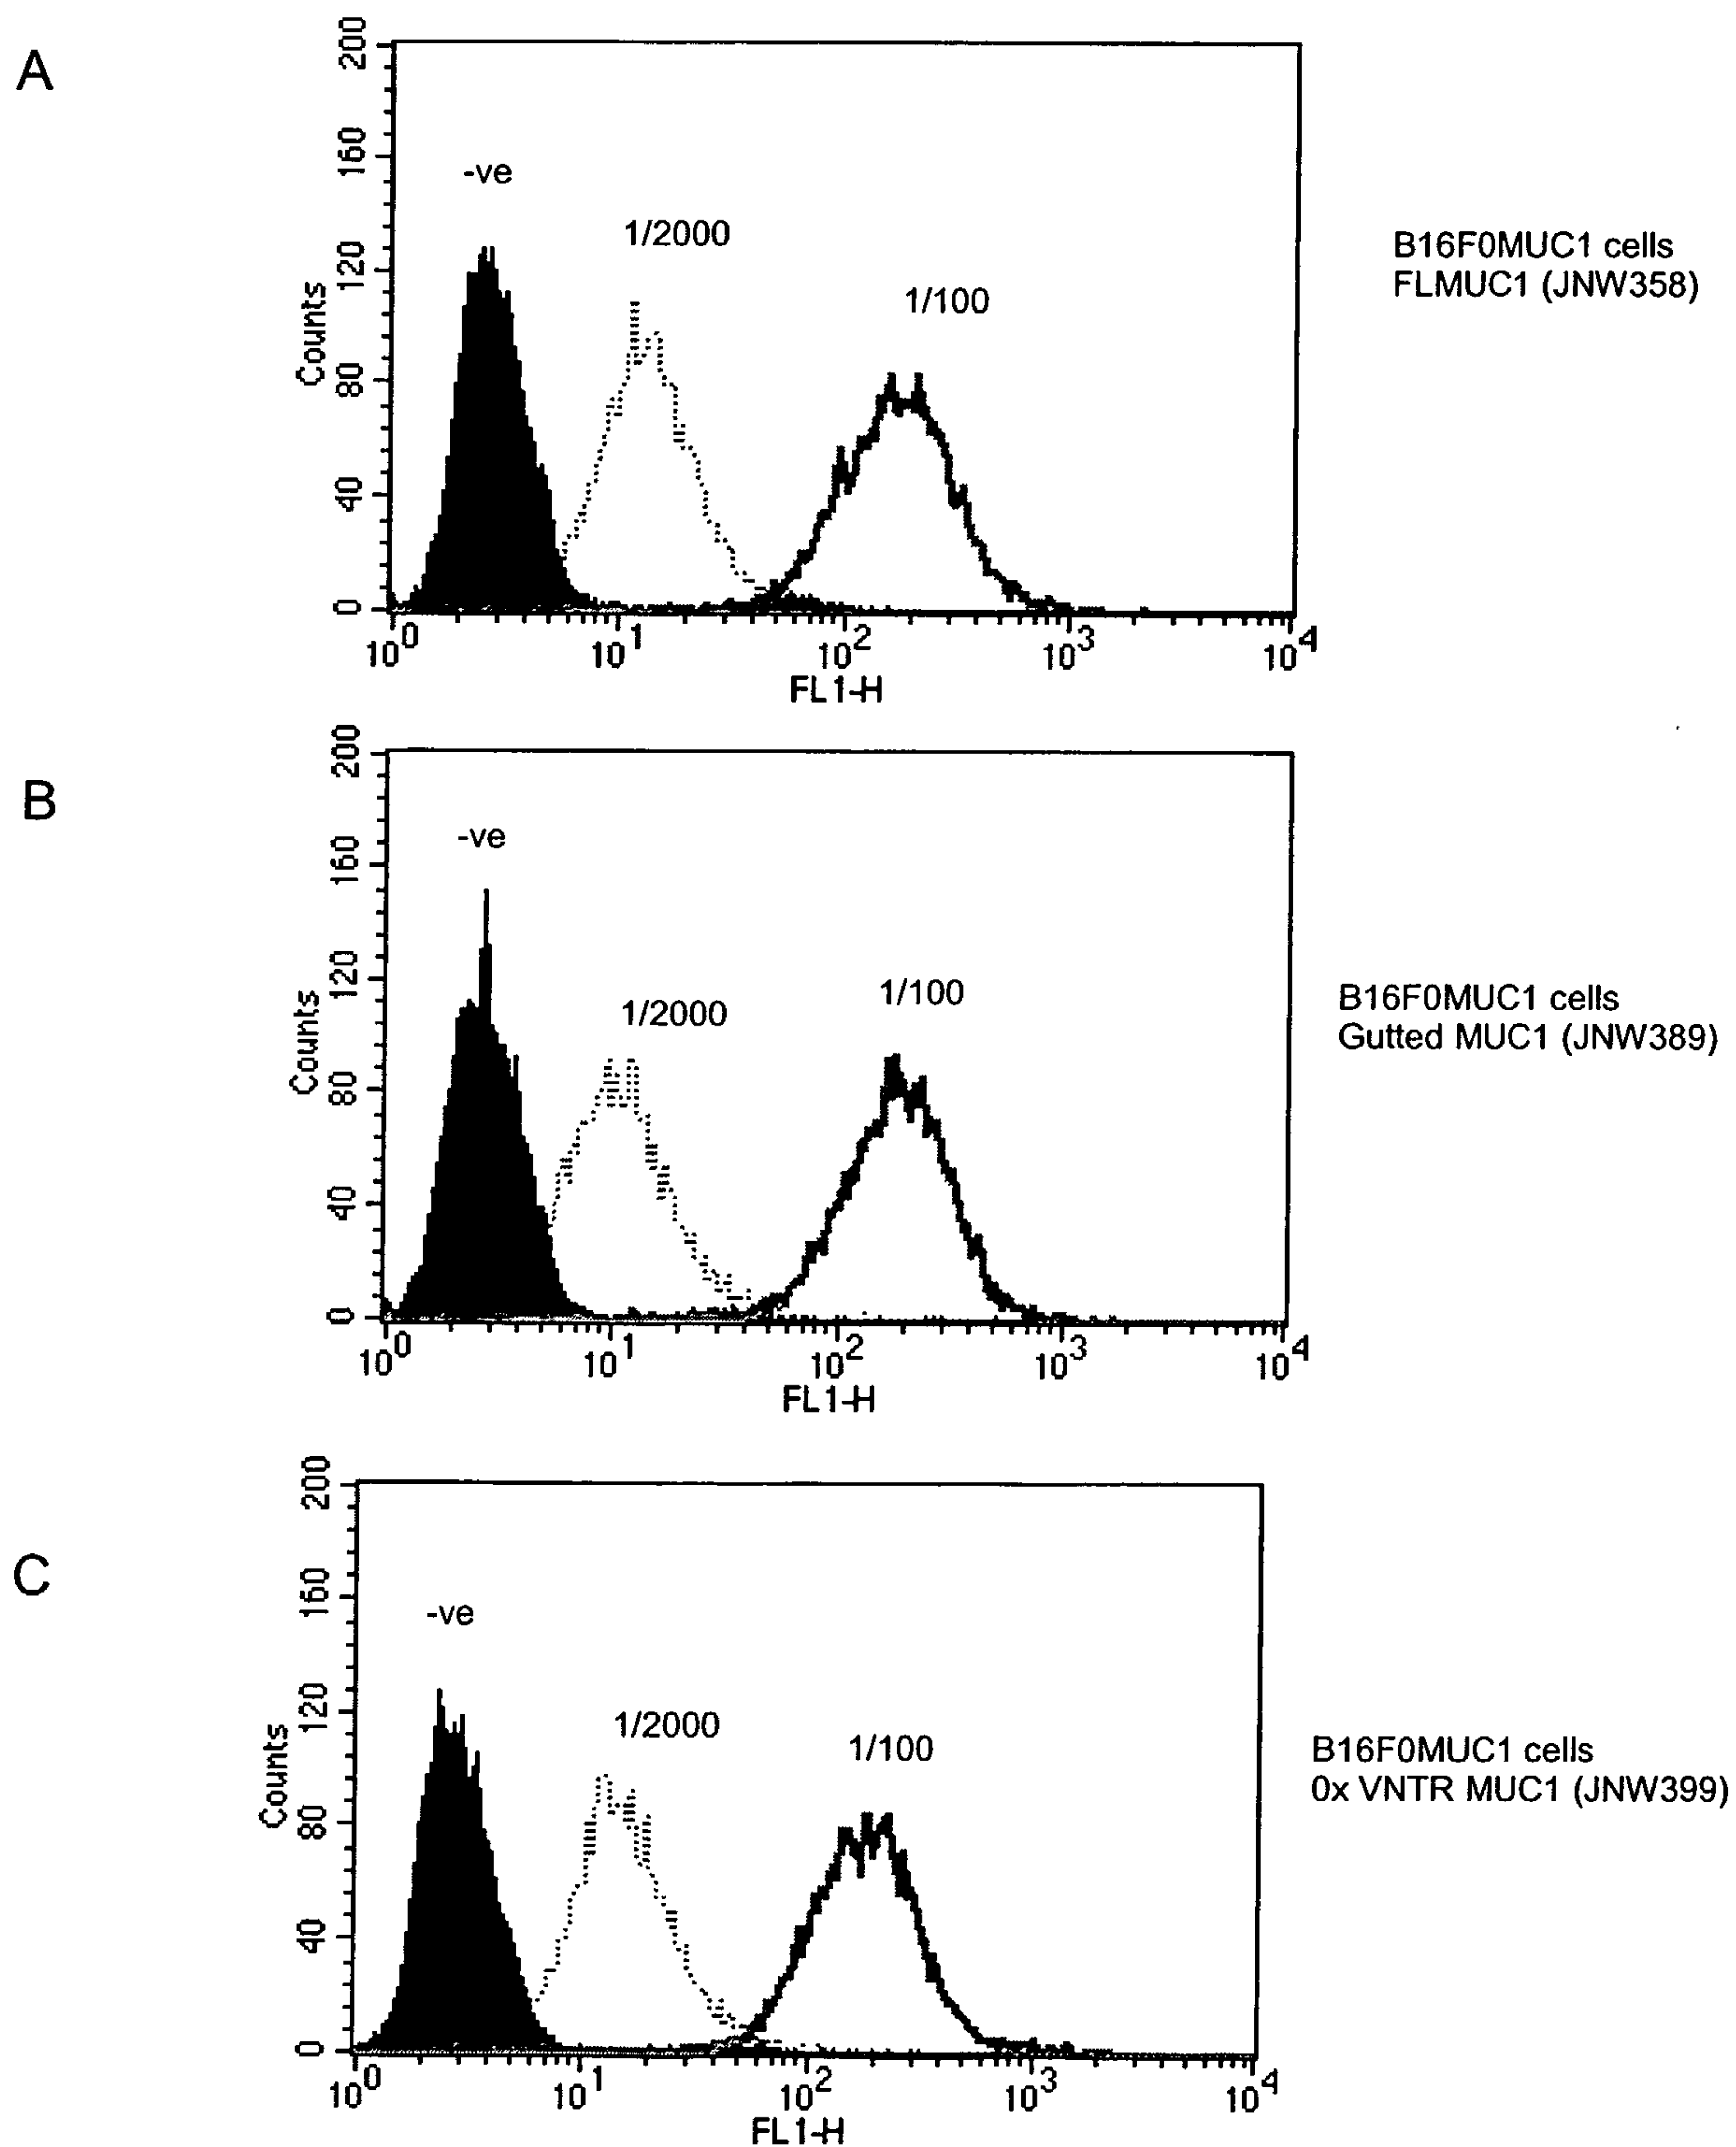 A
200
160
120
80
40
0
Counts
-ve
1/2000
1/100
10^0 10^1 10^2 10^3 10^4
FL1-H
B16F0MUC1 cells
FLMUC1 (JNW358)
B
200
160
120
80
40
0
Counts
-ve
1/2000
1/100
10^0 10^1 10^2 10^3 10^4
FL1-H
B16F0MUC1 cells
Gutted MUC1 (JNW389)
C
200
160
120
80
40
0
Counts
-ve
1/2000
1/100
10^0 10^1 10^2 10^3 10^4
FL1-H
B16F0MUC1 cells
0x VNTR MUC1 (JNW399)